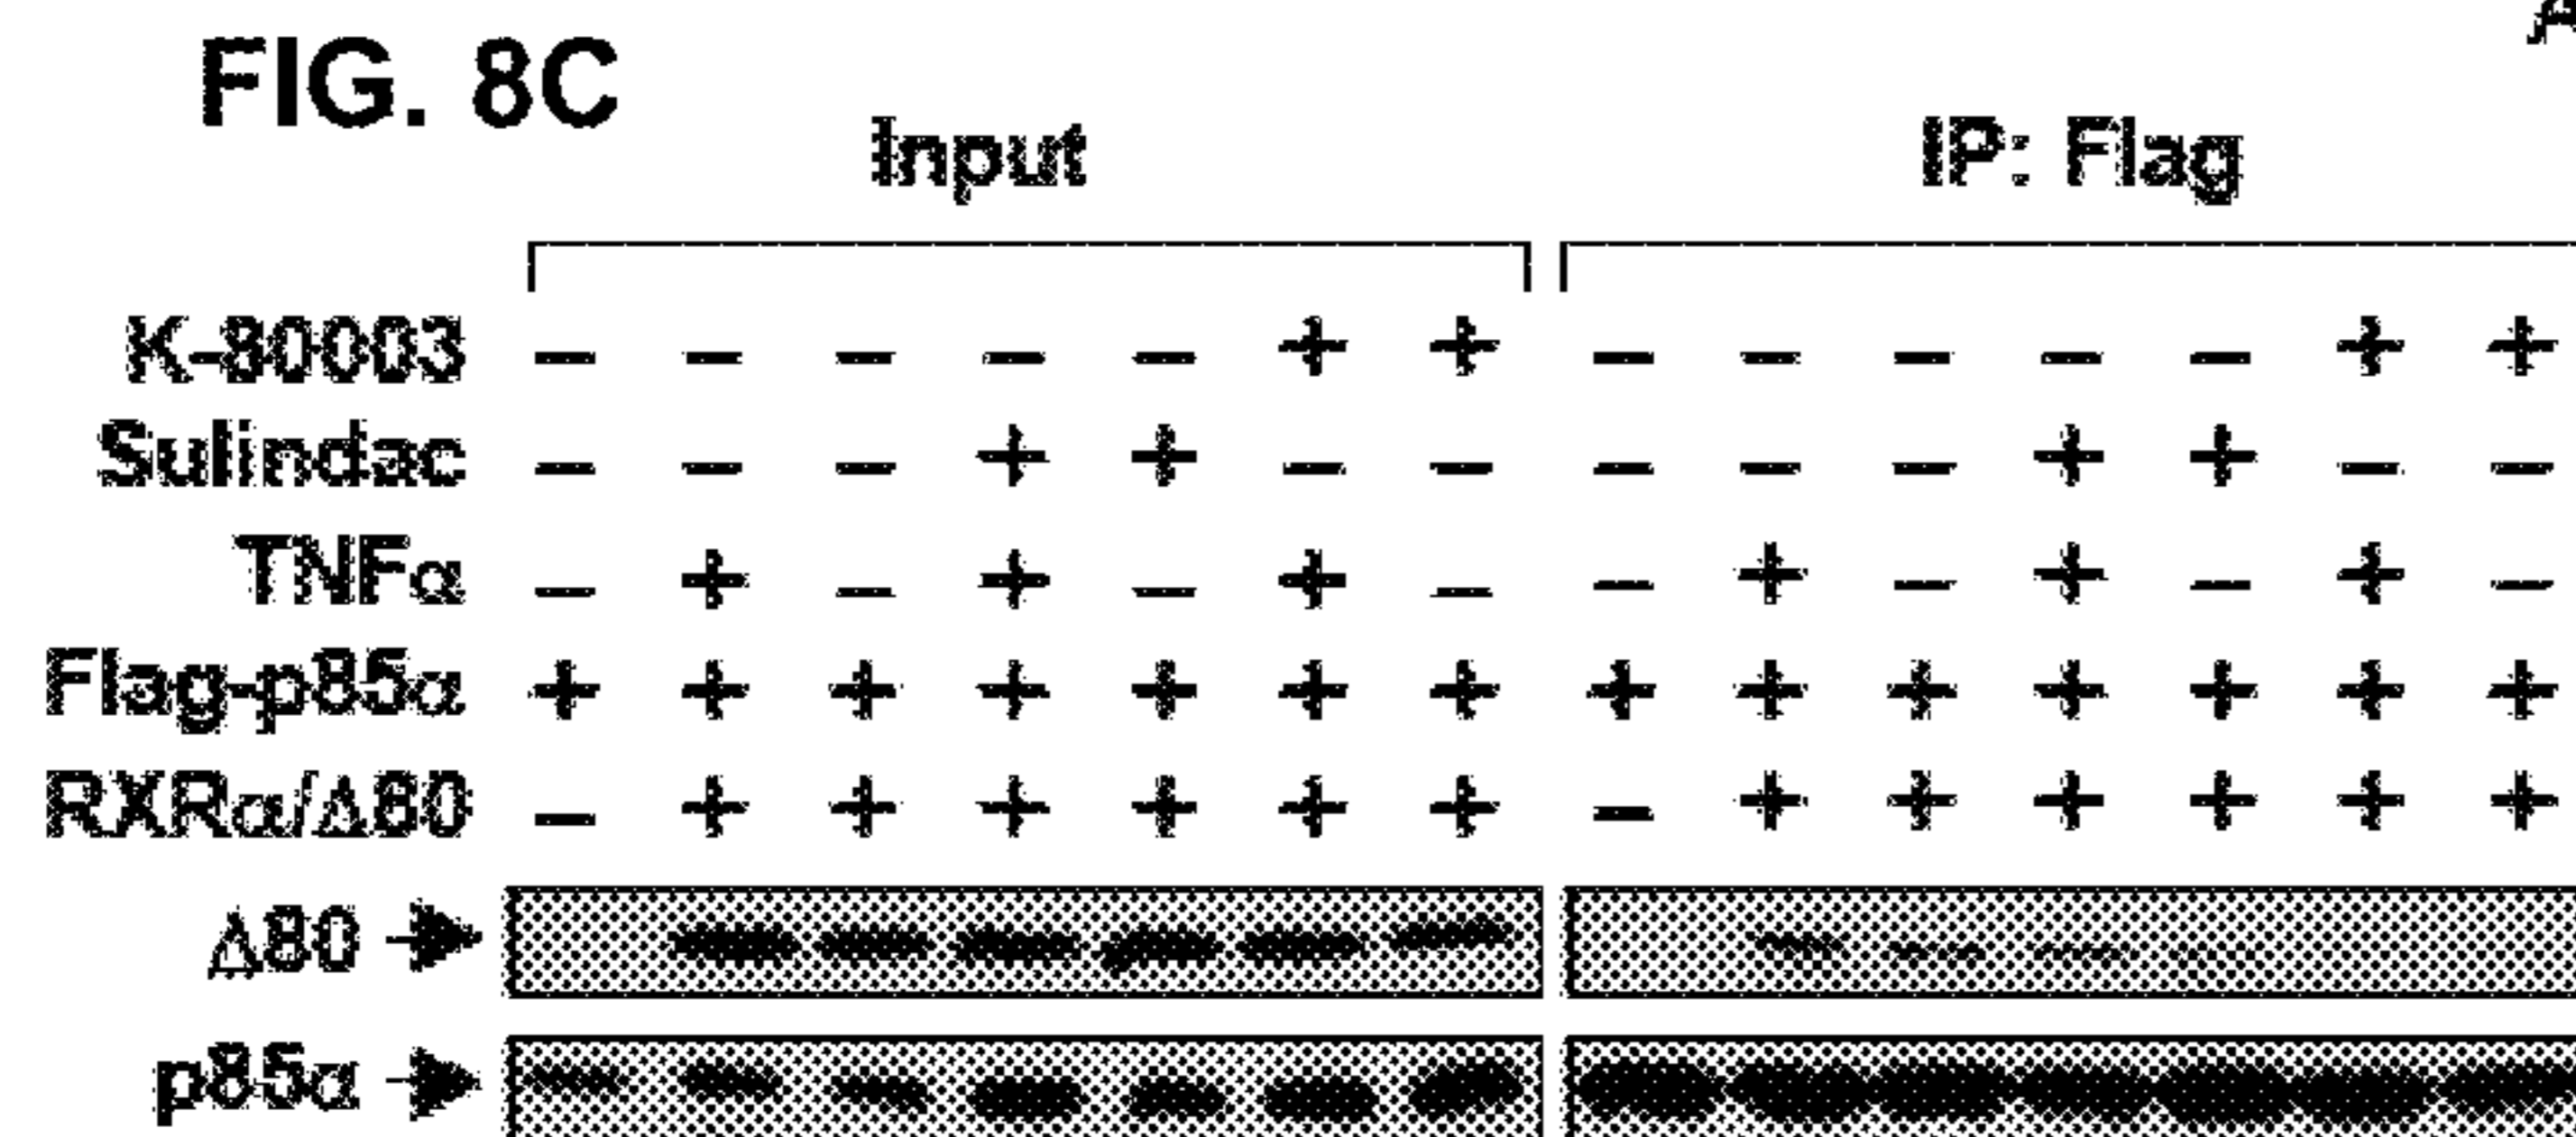 FIG. 8C
Input IP: Flag
K-80003 − − − − − + + − − − − − + +
Sulindac − − − + + − − − − − + + − −
TNFα − + − + − + − − + − + − + −
Flag-p85α + + + + + + + + + + + + + +
RXRα/Δ80 − + + + + + + − + + + + + +
Δ80
p85α